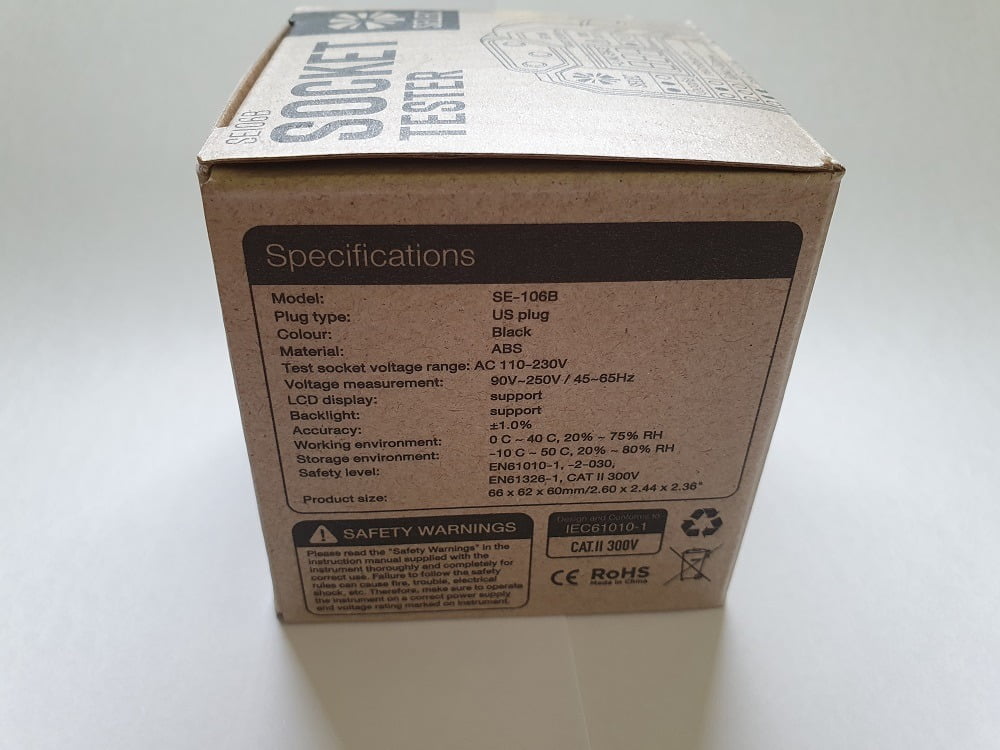 SE106B
SOCKET
TESTER
Specifications
Model: SE-106B
Plug type: US plug
Colour: Black
Material: ABS
Test socket voltage range: AC 110-230V
Voltage measurement: 90V~250V / 45~65Hz
LCD display: support
Backlight: support
Accuracy: ±1.0%
Working environment: 0 C ~ 40 C, 20% ~ 75% RH
Storage environment: -10 C ~ 50 C, 20% ~ 80% RH
Safety level: EN61010-1, -2-030,
EN61326-1, CAT II 300V
Product size: 66 x 62 x 60mm/2.60 x 2.44 x 2.36"
SAFETY WARNINGS
Please read the "Safety Warnings" in the
instruction manual supplied with the
instrument thoroughly and completely for
correct use. Failure to follow the safety
rules can cause fire, trouble, electrical
shock, etc. Therefore, make sure to operate
the instrument on a correct power supply
and voltage rating marked on instrument.
Design and Conforms to
IEC61010-1
CAT.II 300V
CE RoHS
Made in China